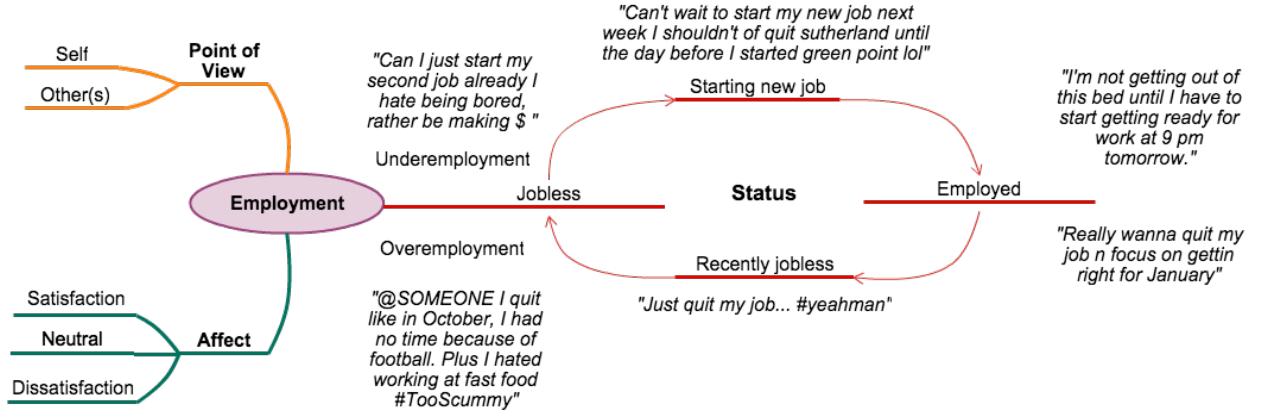 Self
Other(s)
Point of
View
Employment
Satisfaction
Neutral
Dissatisfaction
Affect
"Can I just start my
second job already I
hate being bored,
rather be making $ "
Underemployment
Jobless
Overemployment
"@SOMEONE I quit
like in October, I had
no time because of
football. Plus I hated
working at fast food
#TooScummy"
"Can't wait to start my new job next
week I shouldn't of quit sutherland until
the day before I started green point lol"
Starting new job
Status
Recently jobless
"Just quit my job... #yeahman"
Employed
"I'm not getting out of
this bed until I have to
start getting ready for
work at 9 pm
tomorrow."
"Really wanna quit my
job n focus on gettin
right for January"